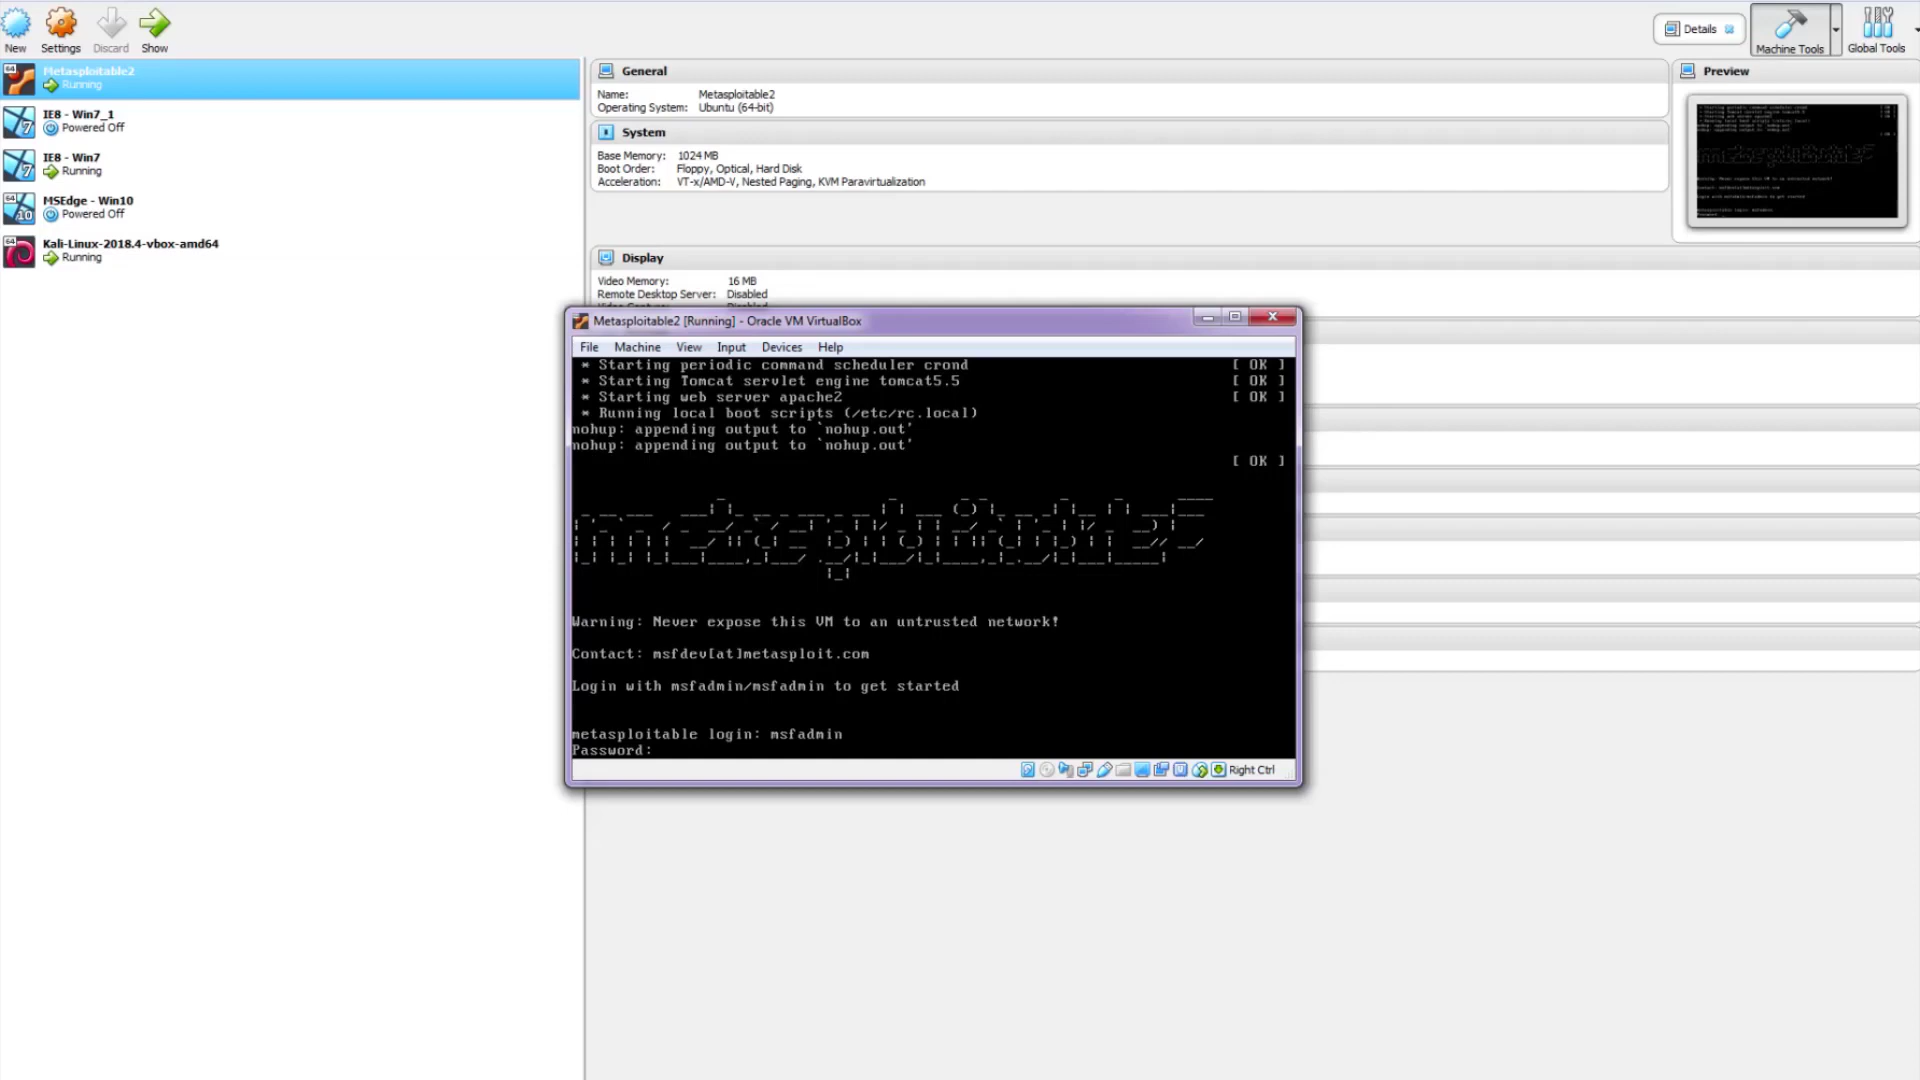 New
Settings
Discard
Show
Details
Machine Tools
Global Tools
64
Metasploitable2
Running
7
IE8 - Win7_1
Powered Off
7
IE8 - Win7
Running
64
10
MSEdge - Win10
Powered Off
64
Kali-Linux-2018.4-vbox-amd64
Running
General
Name: Metasploitable2
Operating System: Ubuntu (64-bit)
System
Base Memory: 1024 MB
Boot Order: Floppy, Optical, Hard Disk
Acceleration: VT-x/AMD-V, Nested Paging, KVM Paravirtualization
Display
Video Memory: 16 MB
Remote Desktop Server: Disabled
Preview
Metasploitable2 [Running] - Oracle VM VirtualBox
File Machine View Input Devices Help
* Starting periodic command scheduler crond [ OK ]
* Starting Tomcat servlet engine tomcat5.5 [ OK ]
* Starting web server apache2 [ OK ]
* Running local boot scripts (/etc/rc.local)
nohup: appending output to `nohup.out'
nohup: appending output to `nohup.out'
[ OK ]
Warning: Never expose this VM to an untrusted network!
Contact: msfdev[at]metasploit.com
Login with msfadmin/msfadmin to get started
metasploitable login: msfadmin
Password:
Right Ctrl